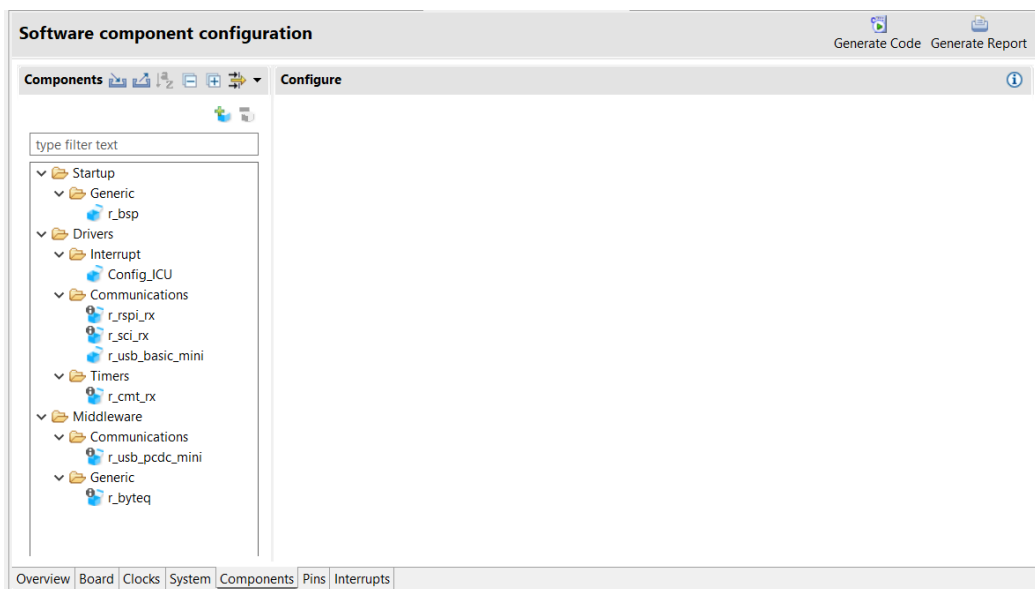 Software component configuration
Generate Code Generate Report
Components
Configure
type filter text
Startup
Generic
r_bsp
Drivers
Interrupt
Config_ICU
Communications
r_rspi_rx
r_sci_rx
r_usb_basic_mini
Timers
r_cmt_rx
Middleware
Communications
r_usb_pcdc_mini
Generic
r_byteq
Overview Board Clocks System Components Pins Interrupts